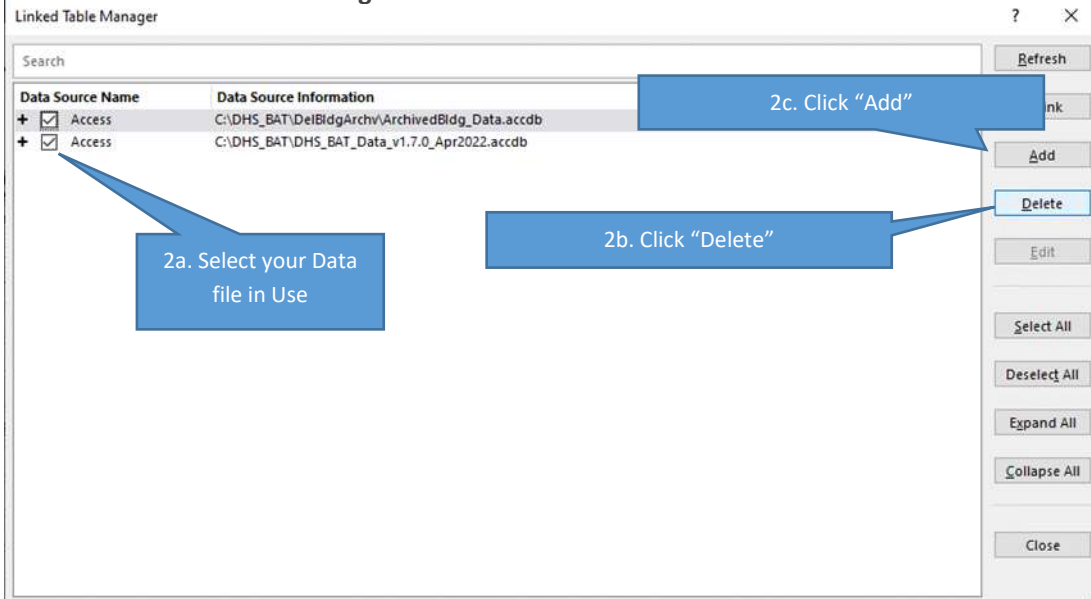 Linked Table Manager
? ×
Search
Refresh
Data Source Name Data Source Information
+ Access C:\DHS_BAT\DelBldgArchv\ArchivedBldg_Data.accdb
+ Access C:\DHS_BAT\DHS_BAT_Data_v1.7.0_Apr2022.accdb
2c. Click “Add”
ink
Add
Delete
2b. Click “Delete”
Edit
2a. Select your Data
file in Use
Select All
Deselect All
Expand All
Collapse All
Close